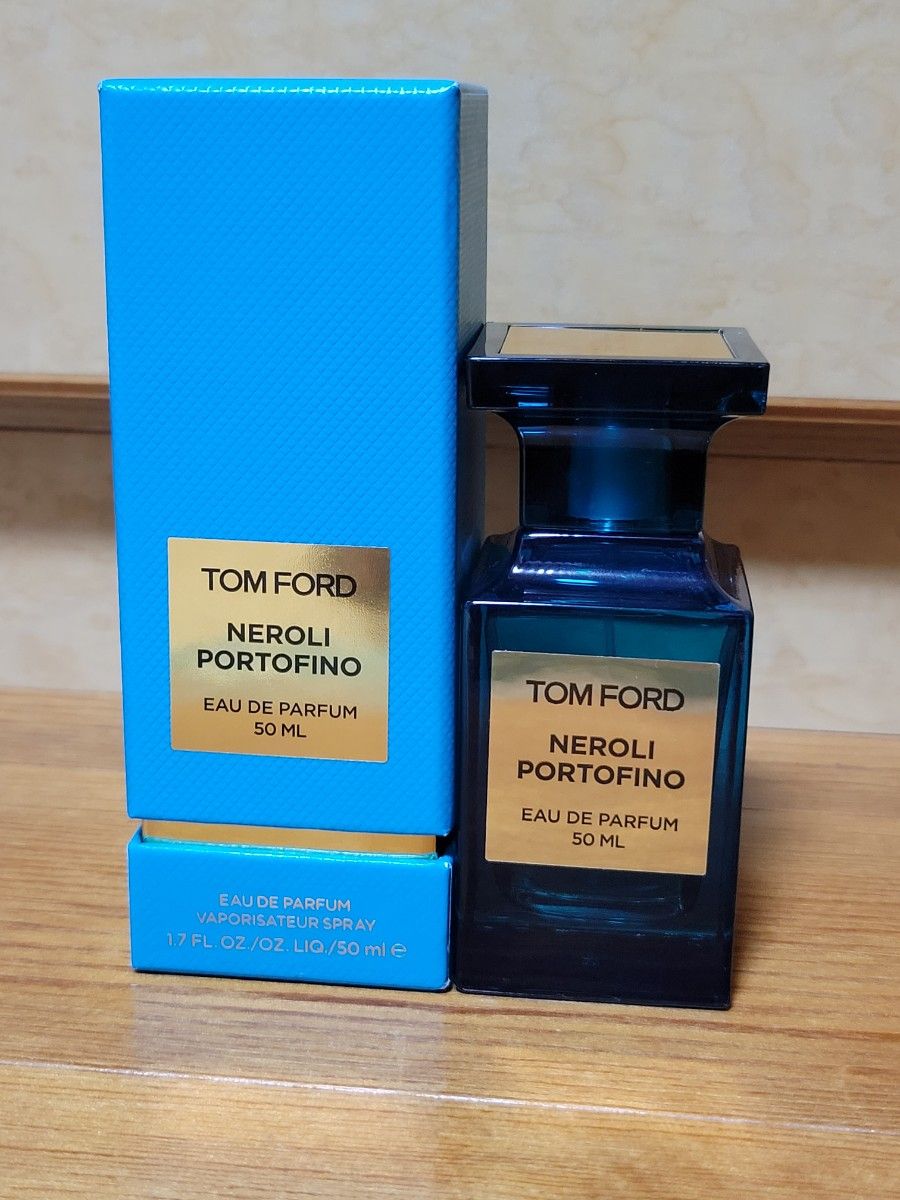 TOM FORD
NEROLI
PORTOFINO
EAU DE PARFUM
50 ML
EAU DE PARFUM
VAPORISATEUR SPRAY
1.7 FL. OZ./OZ. LIQ./50 ml ℮
TOM FORD
NEROLI
PORTOFINO
EAU DE PARFUM
50 ML